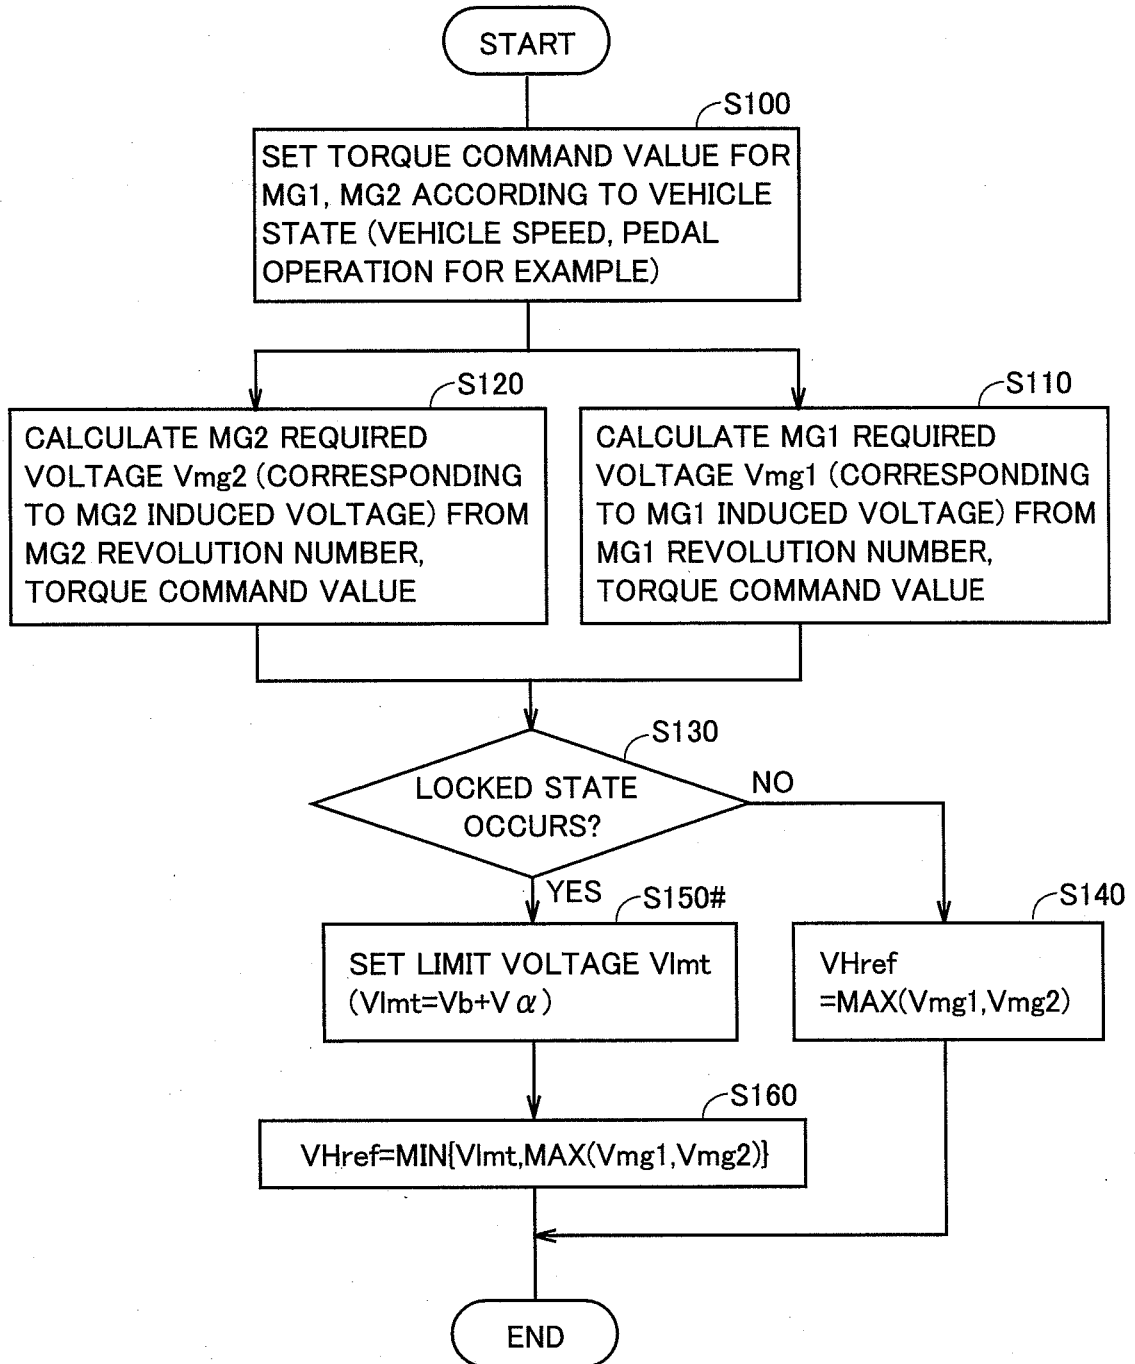 START
S100
SET TORQUE COMMAND VALUE FOR
MG1, MG2 ACCORDING TO VEHICLE
STATE (VEHICLE SPEED, PEDAL
OPERATION FOR EXAMPLE)
S120
CALCULATE MG2 REQUIRED
VOLTAGE Vmg2 (CORRESPONDING
TO MG2 INDUCED VOLTAGE) FROM
MG2 REVOLUTION NUMBER,
TORQUE COMMAND VALUE
S110
CALCULATE MG1 REQUIRED
VOLTAGE Vmg1 (CORRESPONDING
TO MG1 INDUCED VOLTAGE) FROM
MG1 REVOLUTION NUMBER,
TORQUE COMMAND VALUE
S130
LOCKED STATE
OCCURS?
NO
YES
S150#
SET LIMIT VOLTAGE Vlmt
(Vlmt=Vb+Vα)
S140
VHref
=MAX(Vmg1,Vmg2)
S160
VHref=MIN{Vlmt,MAX(Vmg1,Vmg2)}
END